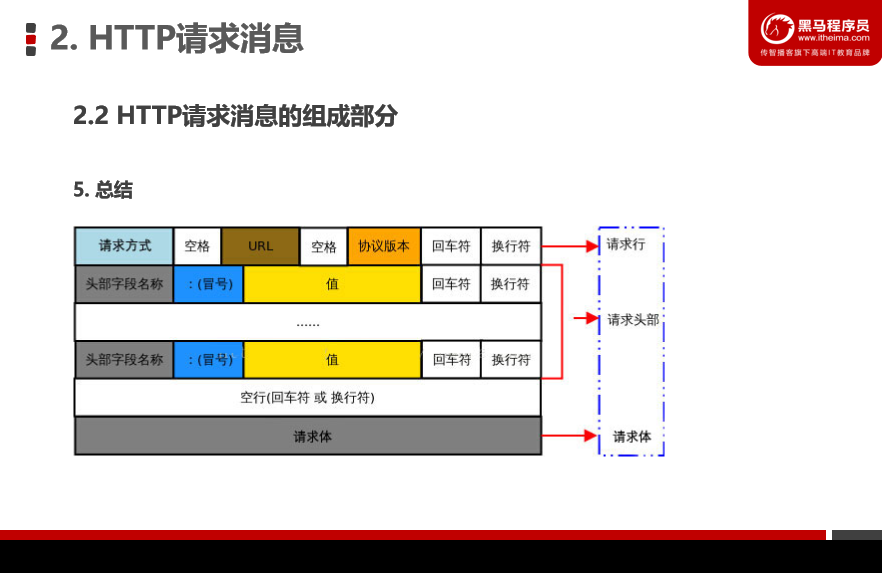 2. HTTP请求消息
黑马程序员
www.itheima.com
传智播客旗下高端IT教育品牌
2.2 HTTP请求消息的组成部分
5. 总结
请求方式 空格 URL 空格 协议版本 回车符 换行符 请求行
头部字段名称 :(冒号) 值 回车符 换行符
...... 请求头部
头部字段名称 :(冒号) 值 回车符 换行符
空行(回车符 或 换行符)
请求体 请求体